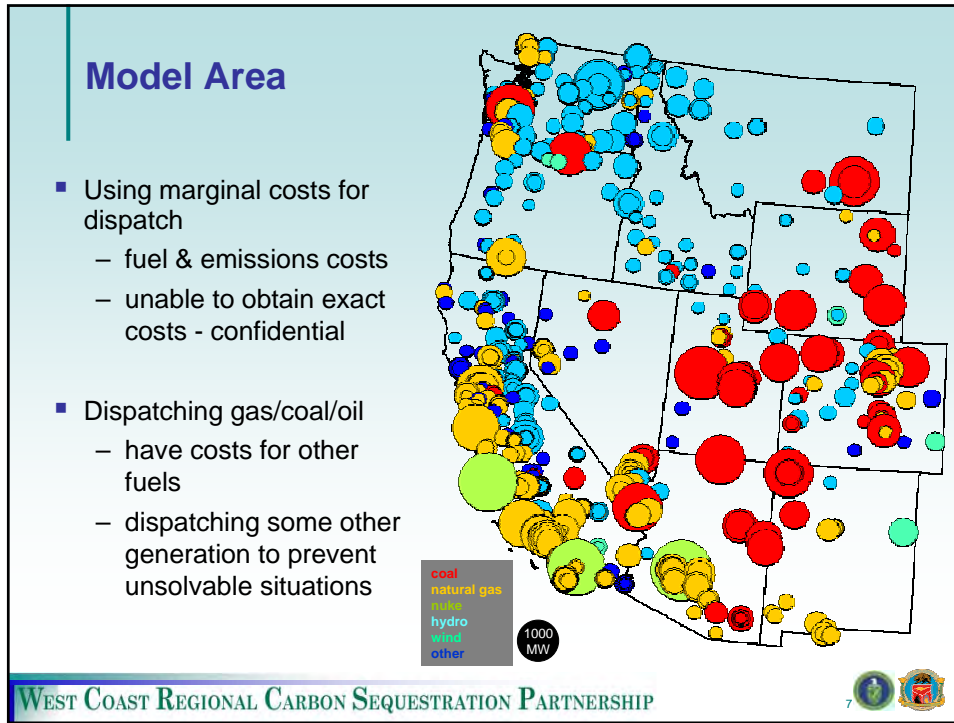 Model Area
▪ Using marginal costs for
dispatch
– fuel & emissions costs
– unable to obtain exact
costs - confidential
▪ Dispatching gas/coal/oil
– have costs for other
fuels
– dispatching some other
generation to prevent
unsolvable situations
coal
natural gas
nuke
hydro
wind
other
1000
MW
WEST COAST REGIONAL CARBON SEQUESTRATION PARTNERSHIP
7